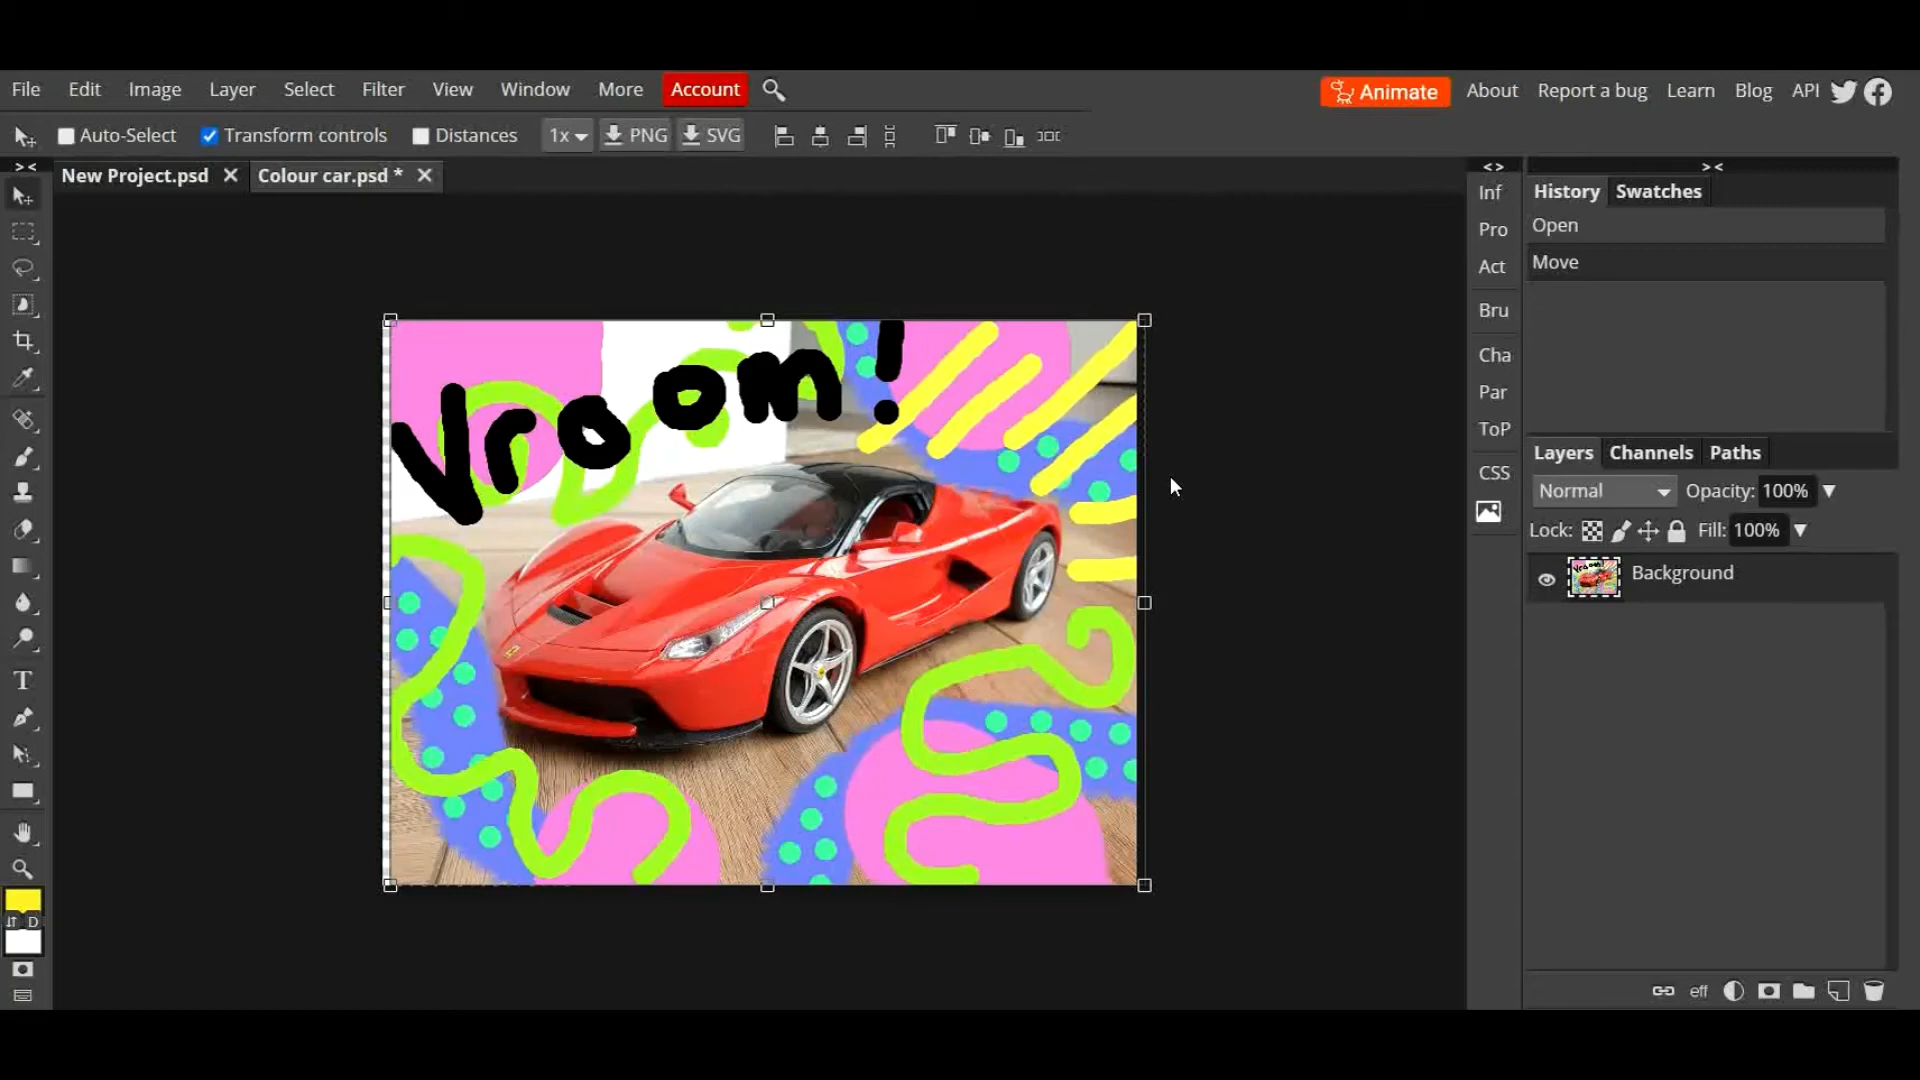 File Edit Image Layer Select Filter View Window More Account
Animate About Report a bug Learn Blog API
Auto-Select Transform controls Distances 1x PNG SVG
New Project.psd Colour car.psd *
Vroom!
> <
< >
> <
Inf
Pro
Act
Bru
Cha
Par
ToP
CSS
History Swatches
Open
Move
Layers Channels Paths
Normal Opacity: 100%
Lock: Fill: 100%
Background
T
D
eff